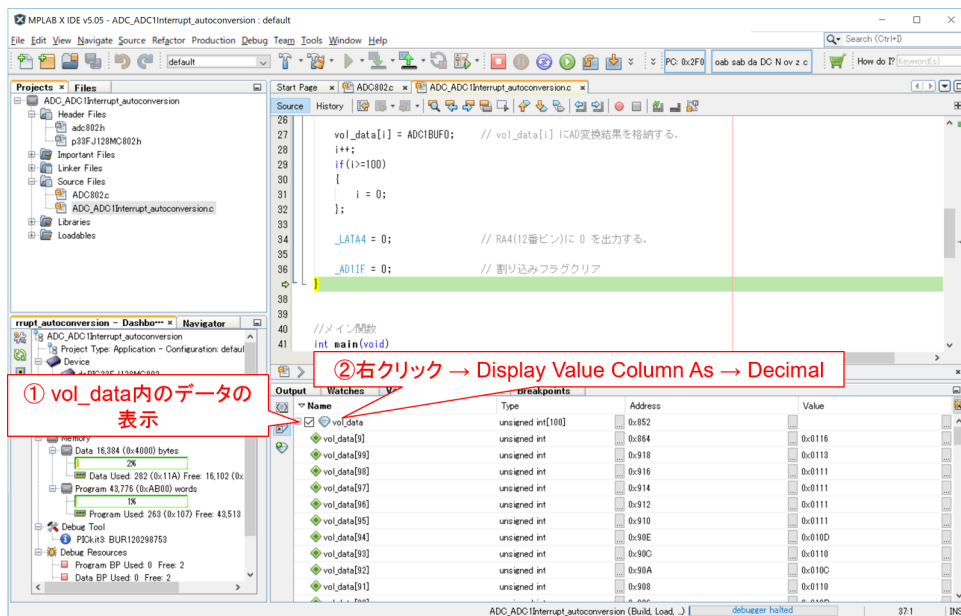 MPLAB X IDE v5.05 - ADC_ADC1Interrupt_autoconversion : default
File Edit View Navigate Source Refactor Production Debug Team Tools Window Help
Search (Ctrl+I)
default
PC: 0x2F0
oab sab da DC N ov z c
How do I?
Keyword(s)
Projects × Files
ADC_ADC1Interrupt_autoconversion
Header Files
adc802.h
p33FJ128MC802.h
Important Files
Linker Files
Source Files
ADC802.c
ADC_ADC1Interrupt_autoconversion.c
Libraries
Loadables
Start Page × ADC802.c × ADC_ADC1Interrupt_autoconversion.c ×
Source History
26
27 vol_data[i] = ADC1BUF0; // vol_data[i] にAD変換結果を格納する.
28 i++;
29 if(i>=100)
30 {
31 i = 0;
32 };
33
34 _LATA4 = 0; // RA4(12番ピン)に 0 を出力する.
35
36 _AD1IF = 0; // 割り込みフラグクリア
}
38
39
40 //メイン関数
41 int main(void)
rrupt_autoconversion - Dashbo··· × Navigator
ADC_ADC1Interrupt_autoconversion
Project Type: Application - Configuration: defaul
Device
② 右クリック → Display Value Column As → Decimal
① vol_data内のデータの
表示
Memory
Data 16,384 (0x4000) bytes
2%
Data Used: 282 (0x11A) Free: 16,102 (0x
Program 43,776 (0xAB00) words
1%
Program Used: 263 (0x107) Free: 43,513
Debug Tool
PICkit3: BUR120298753
Debug Resources
Program BP Used: 0 Free: 2
Data BP Used: 0 Free: 2
Output Watches Breakpoints
Name Type Address Value
vol_data unsigned int[100] 0x852
vol_data[9] unsigned int 0x864 0x0116
vol_data[99] unsigned int 0x918 0x0113
vol_data[98] unsigned int 0x916 0x0111
vol_data[97] unsigned int 0x914 0x0111
vol_data[96] unsigned int 0x912 0x0111
vol_data[95] unsigned int 0x910 0x0111
vol_data[94] unsigned int 0x90E 0x010D
vol_data[93] unsigned int 0x90C 0x0110
vol_data[92] unsigned int 0x90A 0x010C
vol_data[91] unsigned int 0x908 0x0110
ADC_ADC1Interrupt_autoconversion (Build, Load, ...) debugger halted 37:1 INS